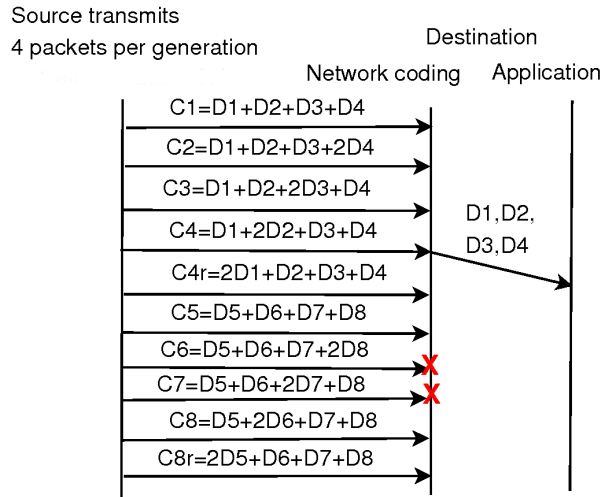 Source transmits
4 packets per generation
Destination
Network coding
Application
C1=D1+D2+D3+D4
C2=D1+D2+D3+2D4
C3=D1+D2+2D3+D4
C4=D1+2D2+D3+D4
D1,D2,
D3,D4
C4r=2D1+D2+D3+D4
C5=D5+D6+D7+D8
C6=D5+D6+D7+2D8
X
C7=D5+D6+2D7+D8
X
C8=D5+2D6+D7+D8
C8r=2D5+D6+D7+D8